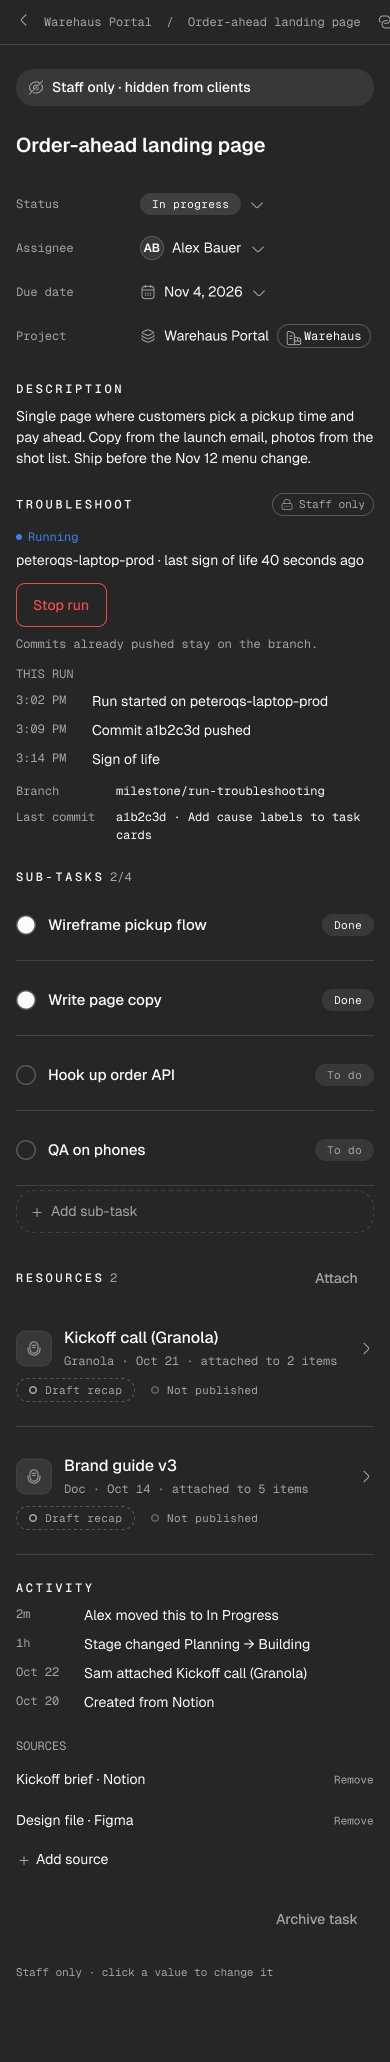 Warehaus Portal / Order-ahead landing page
Staff only · hidden from clients
Order-ahead landing page
Status In progress
Assignee AB Alex Bauer
Due date Nov 4, 2026
Project Warehaus Portal Warehaus
DESCRIPTION
Single page where customers pick a pickup time and
pay ahead. Copy from the launch email, photos from the
shot list. Ship before the Nov 12 menu change.
TROUBLESHOOT Staff only
Running
peteroqs-laptop-prod · last sign of life 40 seconds ago
Stop run
Commits already pushed stay on the branch.
THIS RUN
3:02 PM Run started on peteroqs-laptop-prod
3:09 PM Commit a1b2c3d pushed
3:14 PM Sign of life
Branch milestone/run-troubleshooting
Last commit a1b2c3d · Add cause labels to task
cards
SUB-TASKS 2/4
Wireframe pickup flow Done
Write page copy Done
Hook up order API To do
QA on phones To do
+ Add sub-task
RESOURCES 2 Attach
Kickoff call (Granola)
Granola · Oct 21 · attached to 2 items
Draft recap Not published
Brand guide v3
Doc · Oct 14 · attached to 5 items
Draft recap Not published
ACTIVITY
2m Alex moved this to In Progress
1h Stage changed Planning → Building
Oct 22 Sam attached Kickoff call (Granola)
Oct 20 Created from Notion
SOURCES
Kickoff brief · Notion Remove
Design file · Figma Remove
+ Add source
Archive task
Staff only · click a value to change it